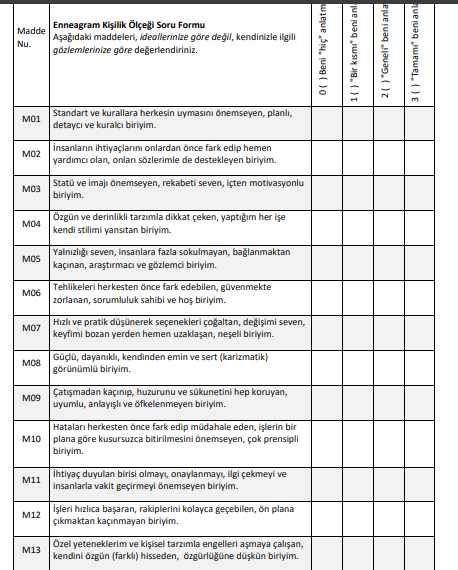 Madde
Nu.
Enneagram Kişilik Ölçeği Soru Formu
Aşağıdaki maddeleri, ideallerinize göre değil, kendinizle ilgili
gözlemlerinize göre değerlendiriniz.
0 ( ) Beni "hiç" anlatm
1 ( ) "Bir kısmı" beni anl
2 ( ) "Geneli" beni anla
3 ( ) "Tamamı" beni anla
M01
Standart ve kurallara herkesin uymasını önemseyen, planlı,
detaycı ve kuralcı biriyim.
M02
İnsanların ihtiyaçlarını onlardan önce fark edip hemen
yardımcı olan, onları sözlerimle de destekleyen biriyim.
M03
Statü ve imajı önemseyen, rekabeti seven, içten motivasyonlu
biriyim.
M04
Özgün ve derinlikli tarzımla dikkat çeken, yaptığım her işe
kendi stilimi yansıtan biriyim.
M05
Yalnızlığı seven, insanlara fazla sokulmayan, bağlanmaktan
kaçınan, araştırmacı ve gözlemci biriyim.
M06
Tehlikeleri herkesten önce fark edebilen, güvenmekte
zorlanan, sorumluluk sahibi ve hoş biriyim.
M07
Hızlı ve pratik düşünerek seçenekleri çoğaltan, değişimi seven,
keyfimi bozan yerden hemen uzaklaşan, neşeli biriyim.
M08
Güçlü, dayanıklı, kendinden emin ve sert (karizmatik)
görünümlü biriyim.
M09
Çatışmadan kaçınıp, huzurunu ve sükunetini hep koruyan,
uyumlu, anlayışlı ve öfkelenmeyen biriyim.
M10
Hataları herkesten önce fark edip müdahale eden, işlerin bir
plana göre kusursuzca bitirilmesini önemseyen, çok prensipli
biriyim.
M11
İhtiyaç duyulan birisi olmayı, onaylanmayı, ilgi çekmeyi ve
insanlarla vakit geçirmeyi önemseyen biriyim.
M12
İşleri hızlıca başaran, rakiplerini kolayca geçebilen, ön plana
çıkmaktan kaçınmayan biriyim.
M13
Özel yeteneklerim ve kişisel tarzımla engelleri aşmaya çalışan,
kendini özgün (farklı) hisseden, özgürlüğüne düşkün biriyim.